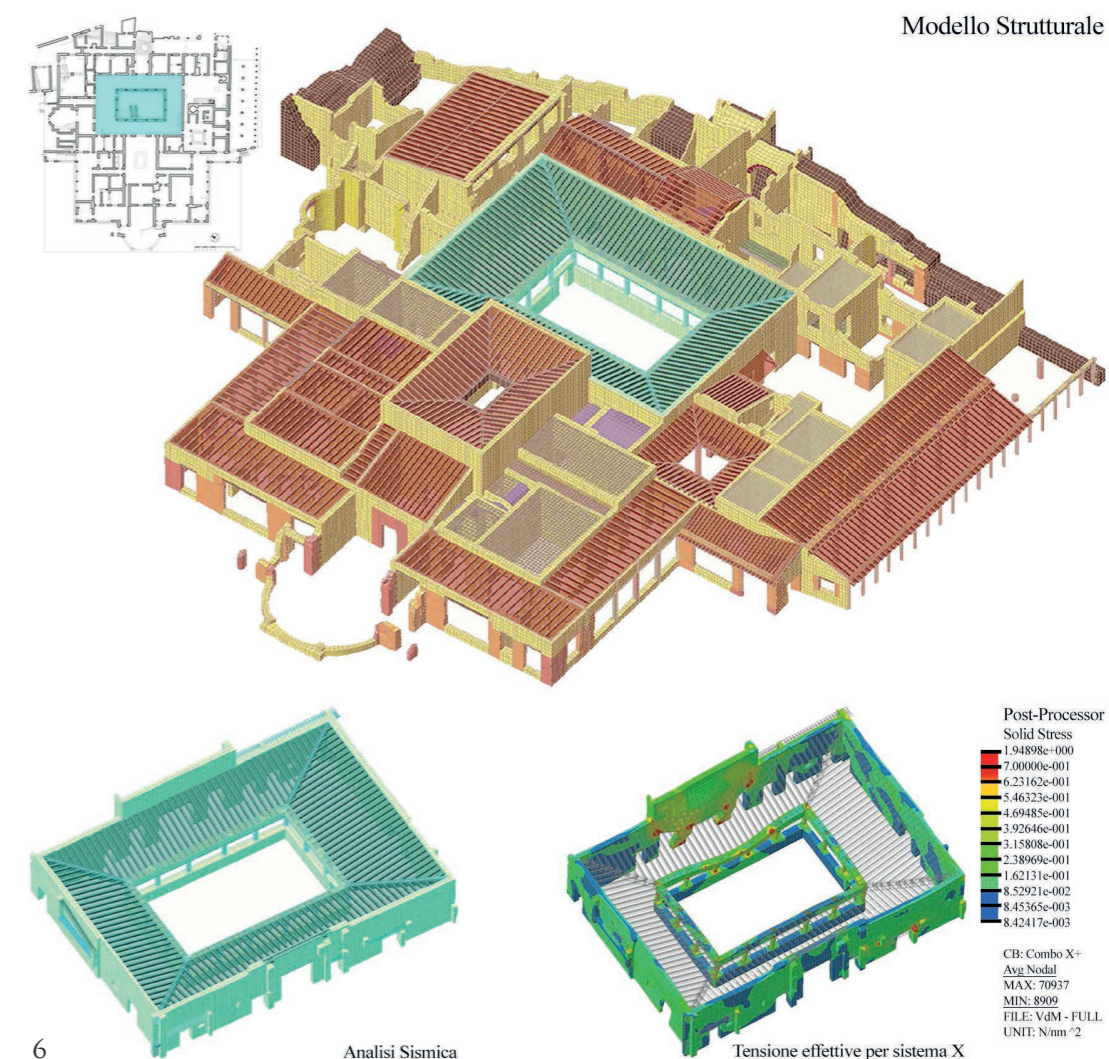 Modello Strutturale
Post-Processor
Solid Stress
1.94898e+000
7.00000e-001
6.23162e-001
5.46323e-001
4.69485e-001
3.92646e-001
3.15808e-001
2.38969e-001
1.62131e-001
8.52921e-002
8.45365e-003
8.42417e-003
CB: Combo X+
Avg Nodal
MAX: 70937
MIN: 8909
FILE: VdM - FULL
UNIT: N/nm ^2
6
Analisi Sismica
Tensione effettive per sistema X